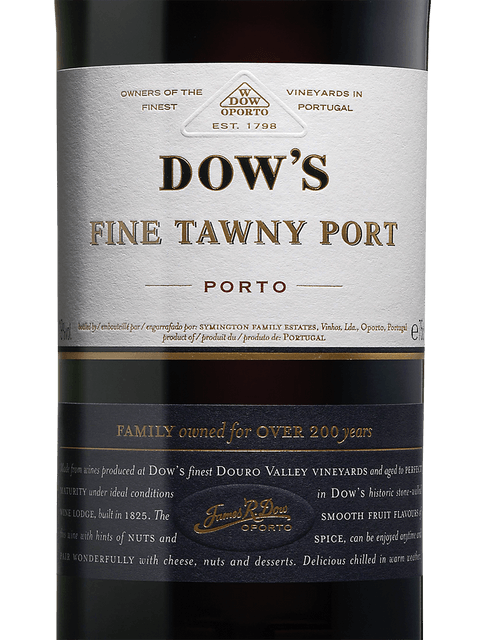 OWNERS OF THE FINEST
W
DOW
OPORTO
VINEYARDS IN PORTUGAL
EST. 1798
DOW'S
FINE TAWNY PORT
PORTO
bottled by / embouteillé par / engarrafado por: SYMINGTON FAMILY ESTATES, Vinhos, Lda., Oporto, Portugal
product of / produit du / produto de: PORTUGAL
FAMILY owned for OVER 200 years
Made from wines produced at DOW'S finest DOURO VALLEY VINEYARDS and aged to PERFECT
MATURITY under ideal conditions in DOW'S historic
WINE LODGE, built in 1825. The SMOOTH FRUIT FLAVOURS
wine with hints of NUTS and SPICE, can be enjoyed anytime
WONDERFULLY with cheese, nuts and desserts. Delicious chilled in warm weather
James R. Dow
OPORTO